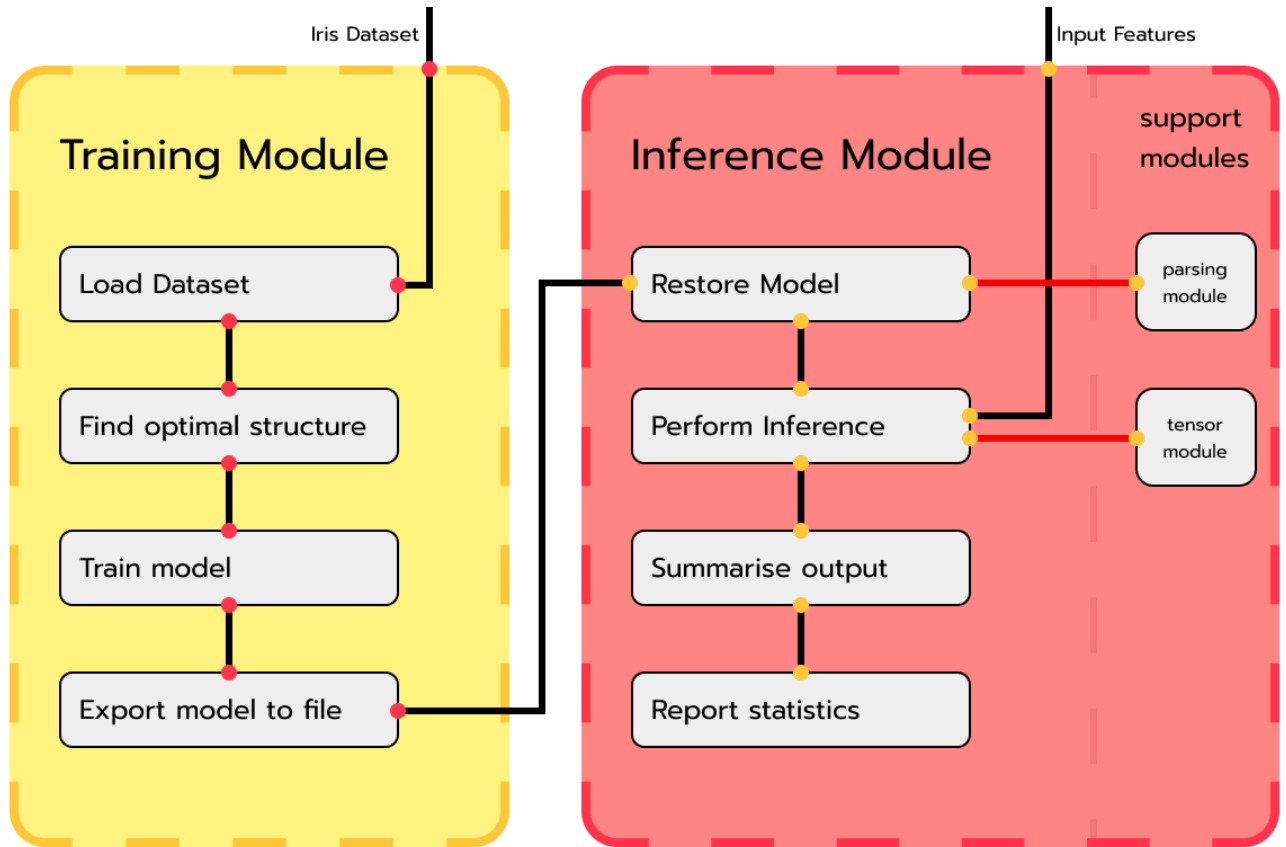 Iris Dataset
Input Features
Training Module
Load Dataset
Find optimal structure
Train model
Export model to file
Inference Module
Restore Model
Perform Inference
Summarise output
Report statistics
support
modules
parsing
module
tensor
module